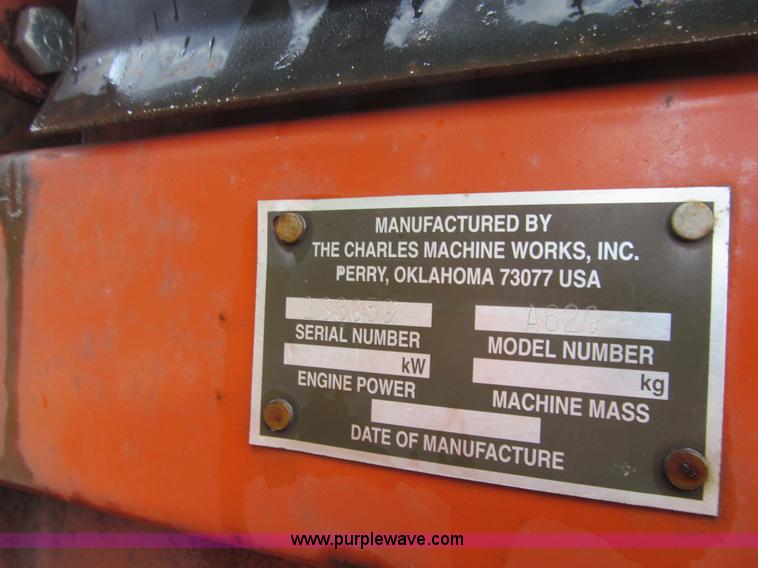 MANUFACTURED BY
THE CHARLES MACHINE WORKS, INC.
PERRY, OKLAHOMA 73077 USA
1S3059 A620
SERIAL NUMBER MODEL NUMBER
kW kg
ENGINE POWER MACHINE MASS
DATE OF MANUFACTURE
www.purplewave.com